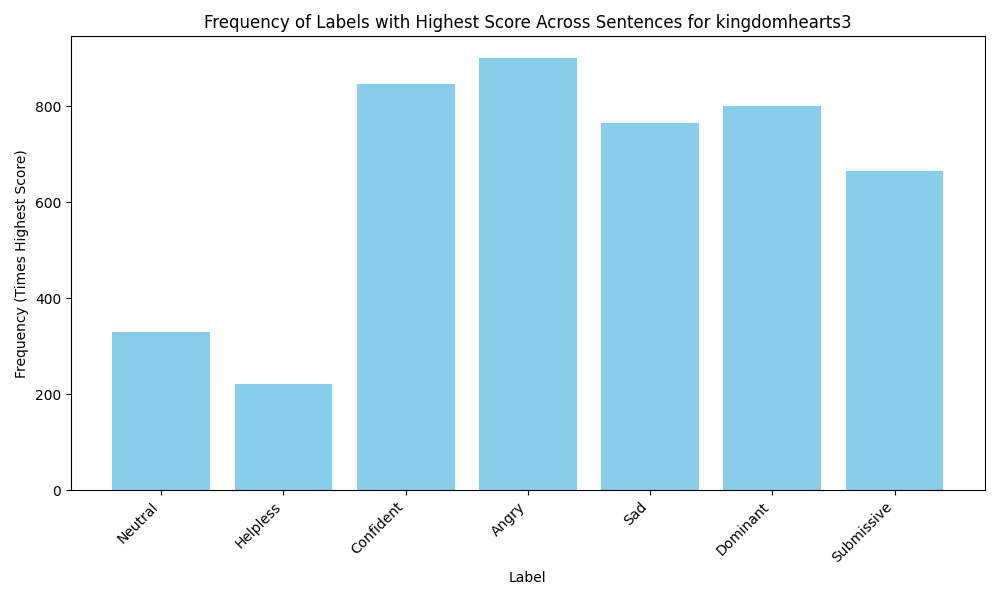 Frequency of Labels with Highest Score Across Sentences for kingdomhearts3
Frequency (Times Highest Score)
800
600
400
200
0
Neutral
Helpless
Confident
Angry
Sad
Dominant
Submissive
Label